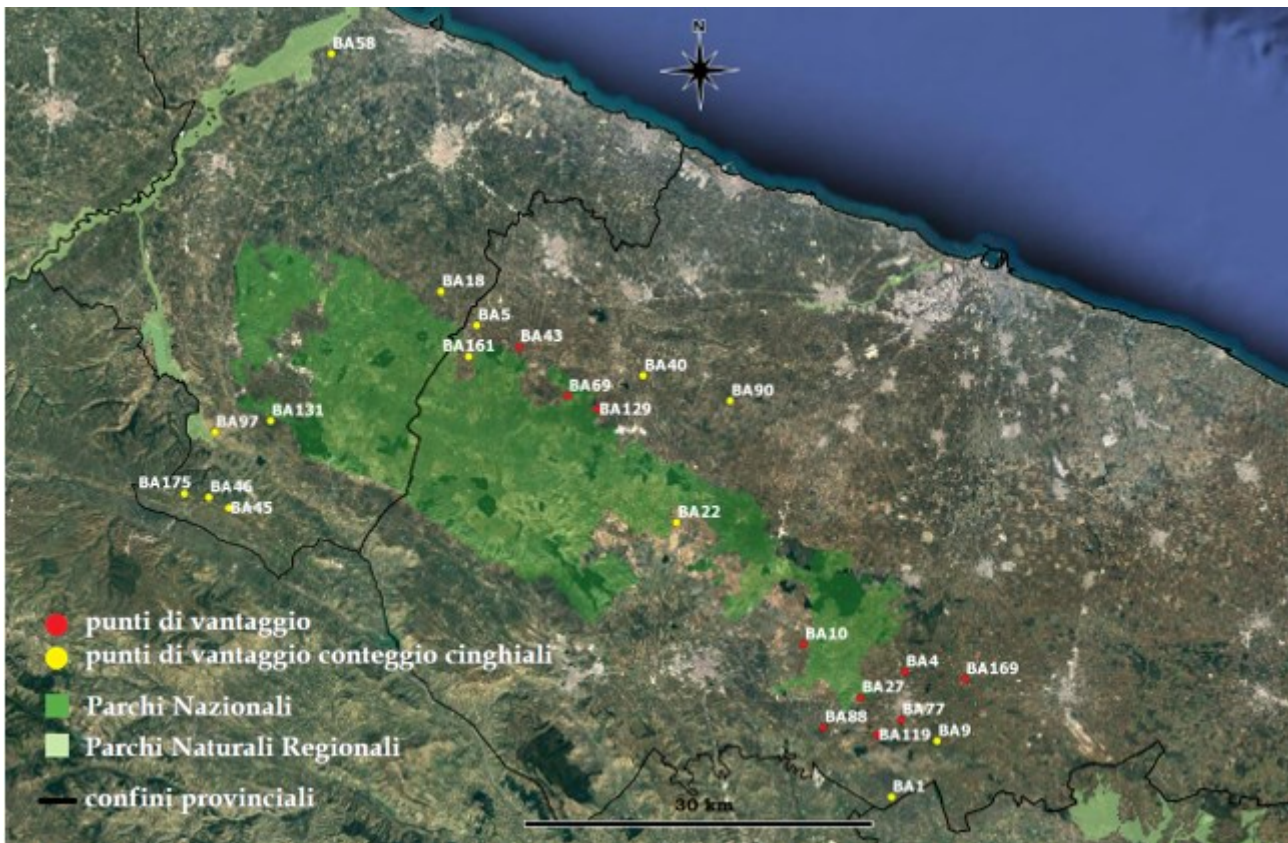 BA58
N
BA18
BA5
BA43
BA161
BA40
BA69
BA90
BA129
BA131
BA97
BA175
BA46
BA45
BA22
punti di vantaggio
punti di vantaggio conteggio cinghiali
Parchi Nazionali
Parchi Naturali Regionali
confini provinciali
BA10
BA4
BA169
BA27
BA77
BA88
BA119
BA9
BA1
30 km